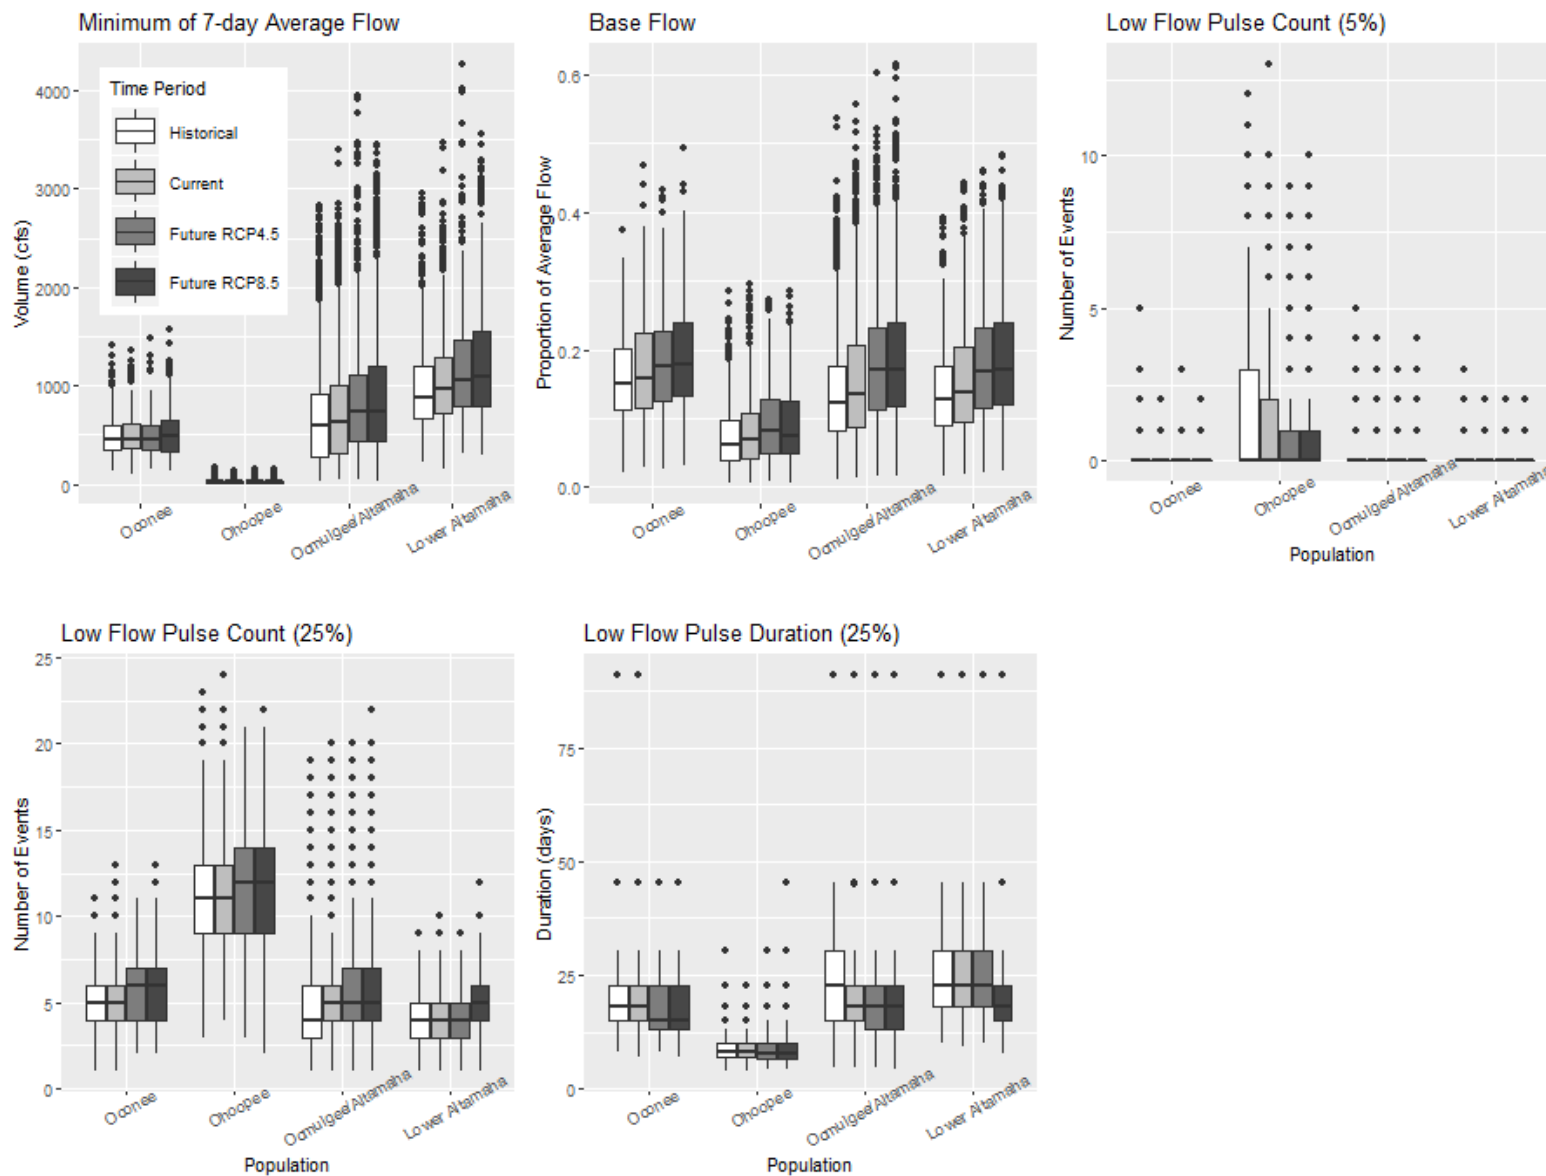 Minimum of 7-day Average Flow
Volume (cfs)
4000
3000
2000
1000
0
Time Period
Historical
Current
Future RCP4.5
Future RCP8.5
Oconee
Ohoopee
Ocmulgee/Altamaha
Lower Altamaha
Base Flow
Proportion of Average Flow
0.6
0.4
0.2
0.0
Oconee
Ohoopee
Ocmulgee/Altamaha
Lower Altamaha
Low Flow Pulse Count (5%)
Number of Events
10
5
0
Oconee
Ohoopee
Ocmulgee/Altamaha
Lower Altamaha
Population
Low Flow Pulse Count (25%)
Number of Events
25
20
15
10
5
0
Oconee
Ohoopee
Ocmulgee/Altamaha
Lower Altamaha
Population
Low Flow Pulse Duration (25%)
Duration (days)
75
50
25
0
Oconee
Ohoopee
Ocmulgee/Altamaha
Lower Altamaha
Population